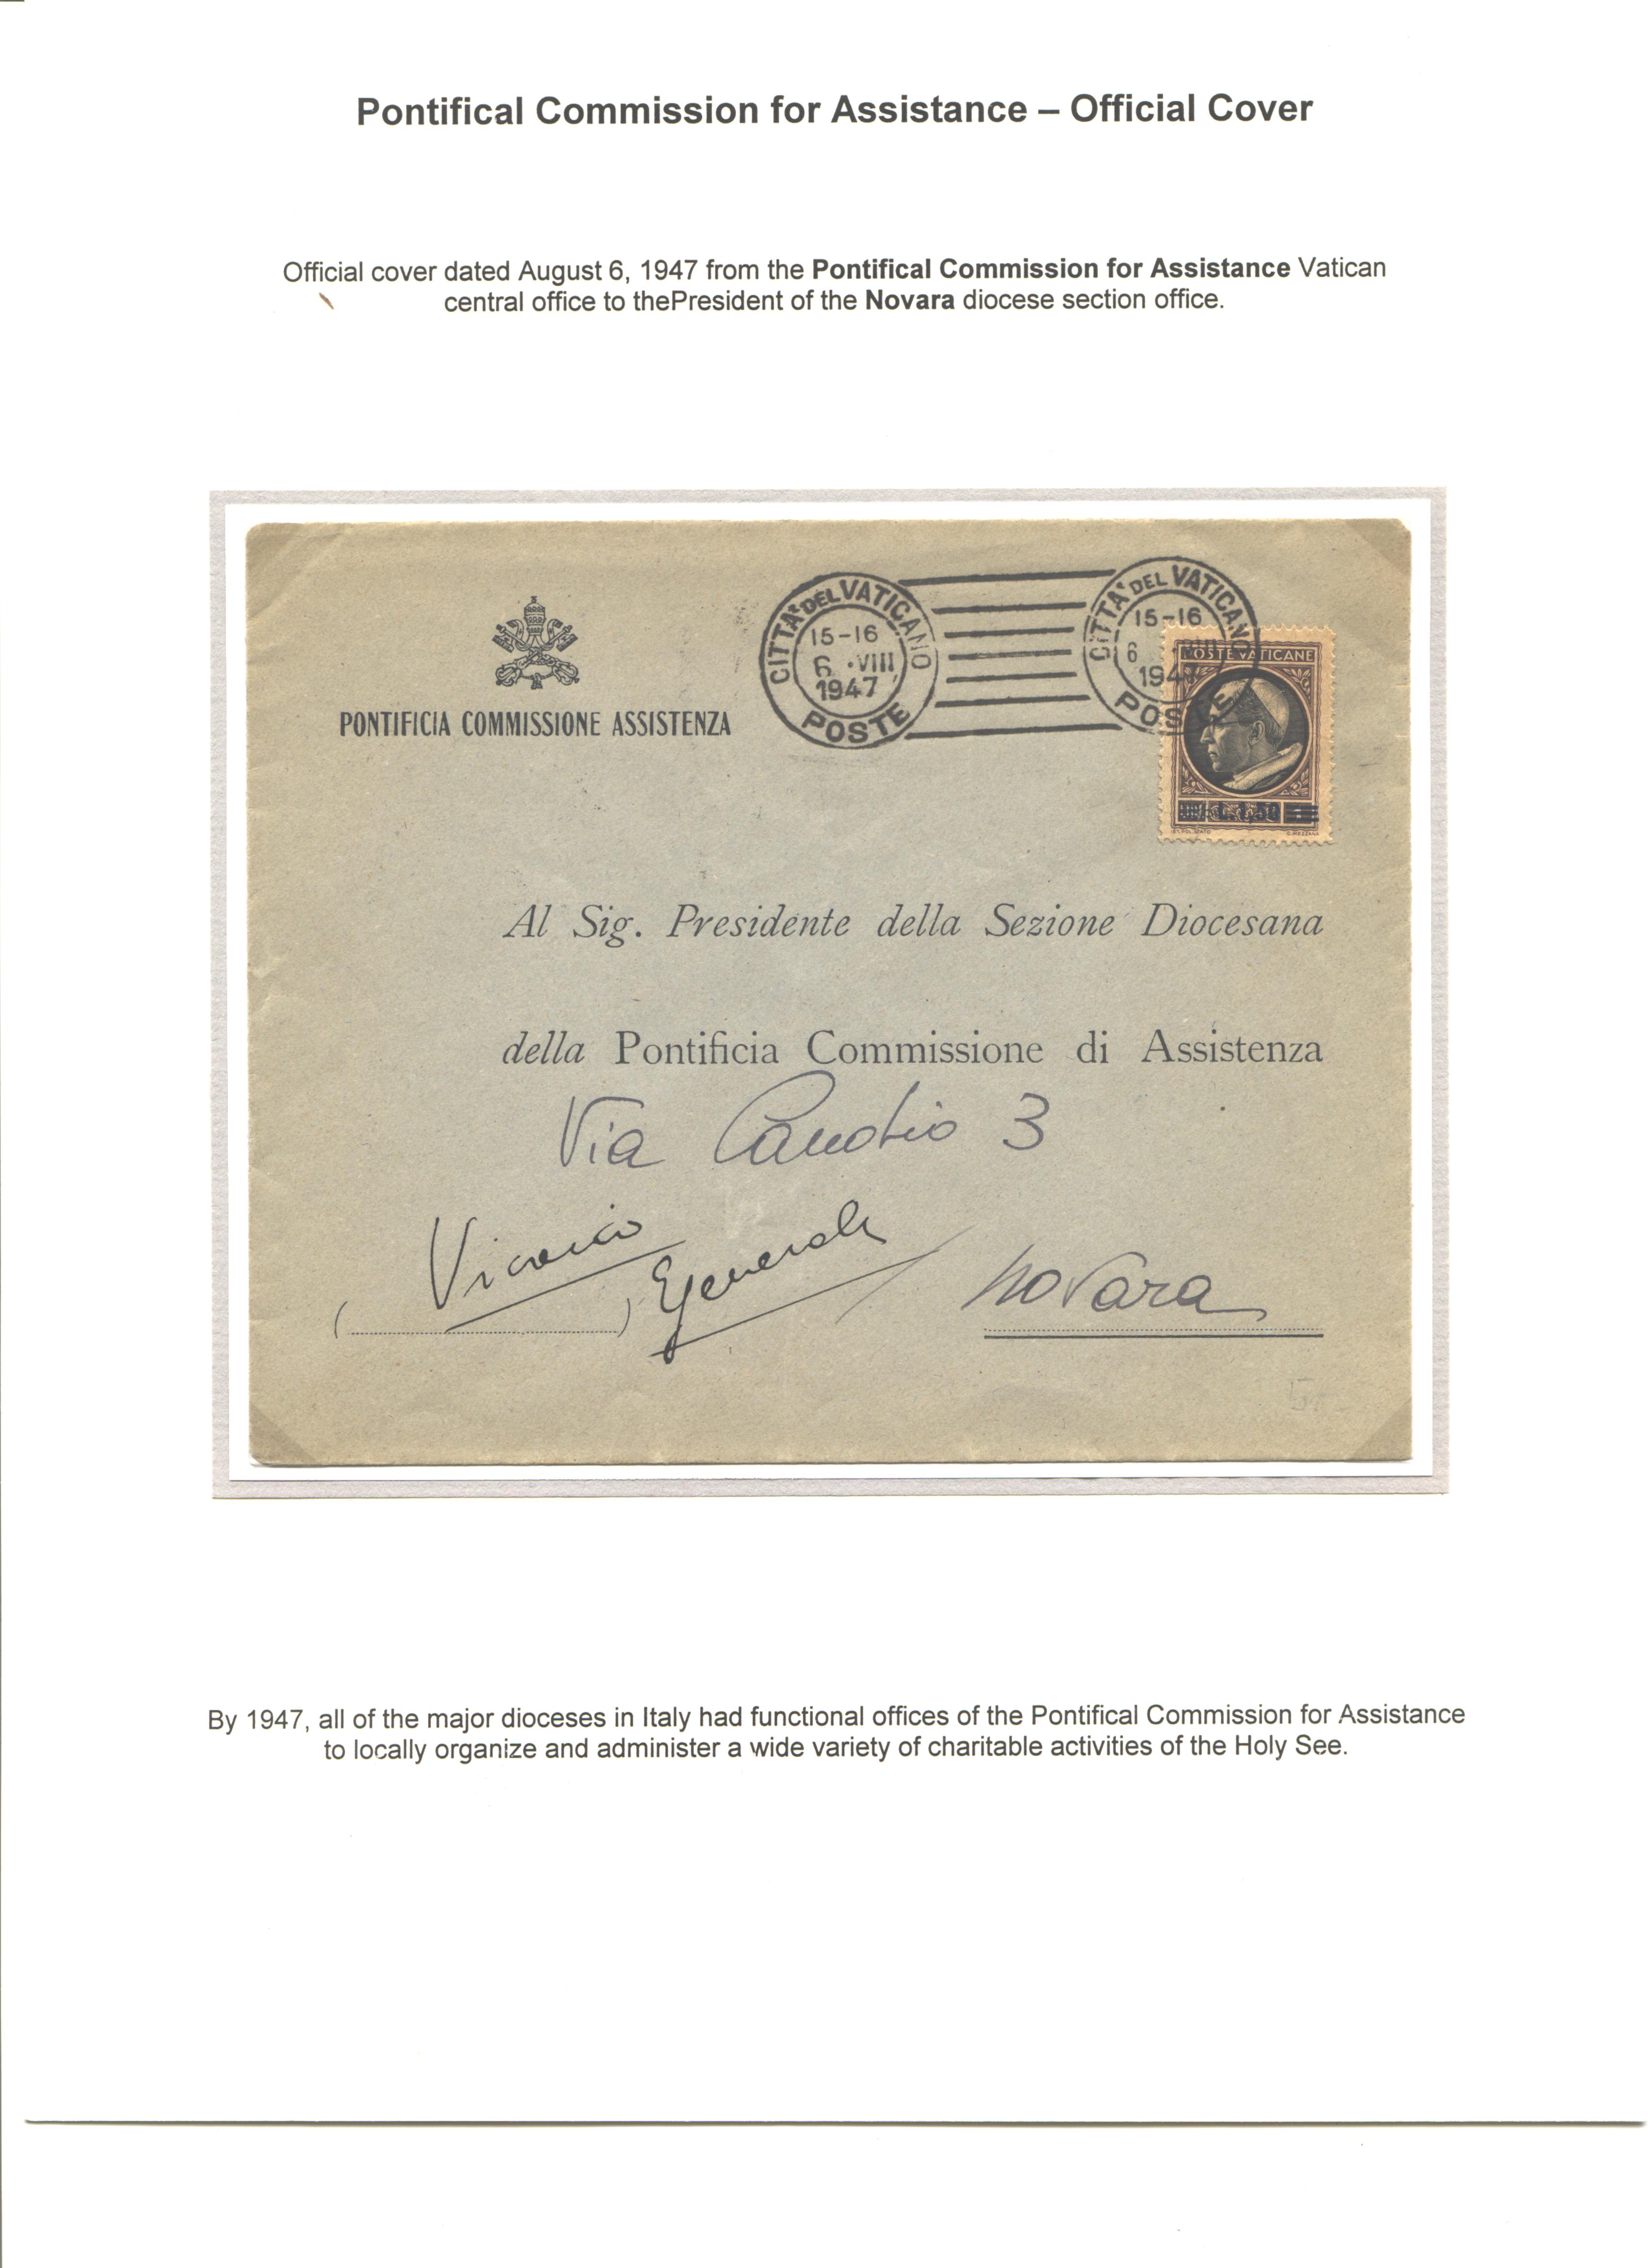 Pontifical Commission for Assistance – Official Cover
Official cover dated August 6, 1947 from the Pontifical Commission for Assistance Vatican
central office to thePresident of the Novara diocese section office.
PONTIFICIA COMMISSIONE ASSISTENZA
CITTA' DEL VATICANO
15-16
6 ·VIII
1947
POSTE
CITTA' DEL VATICANO
15-16
6 VIII
1947
POSTE
POSTE VATICANE
L. 1,50
Al Sig. Presidente della Sezione Diocesana
della Pontificia Commissione di Assistenza
Via 3
Vicario Generale
Novara
By 1947, all of the major dioceses in Italy had functional offices of the Pontifical Commission for Assistance
to locally organize and administer a wide variety of charitable activities of the Holy See.